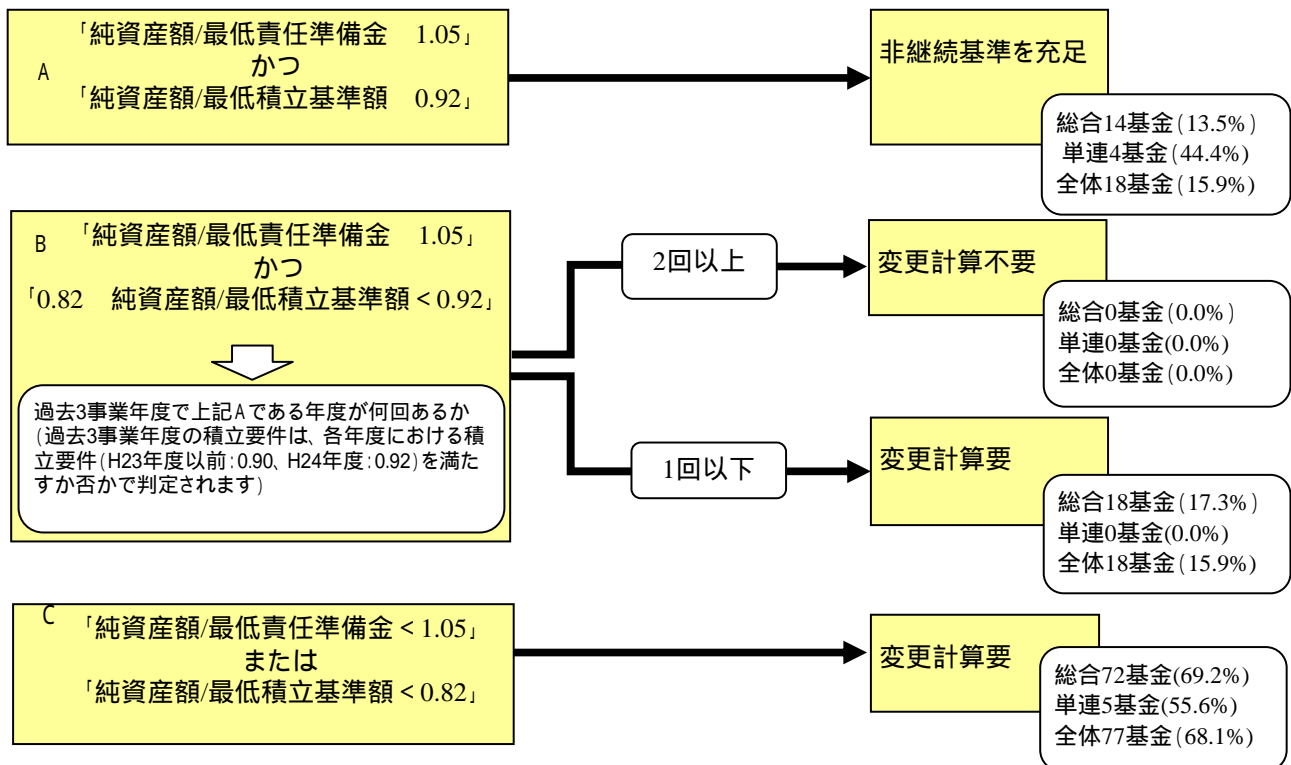 A
「純資産額/最低責任準備金　1.05」
かつ
「純資産額/最低積立基準額　0.92」
非継続基準を充足
総合14基金(13.5%)
単連4基金(44.4%)
全体18基金(15.9%)
B
「純資産額/最低責任準備金　1.05」
かつ
「0.82　純資産額/最低積立基準額＜0.92」
過去3事業年度で上記Aである年度が何回あるか
(過去3事業年度の積立要件は、各年度における積
立要件(H23年度以前:0.90、H24年度:0.92)を満た
すか否かで判定されます)
2回以上
変更計算不要
総合0基金(0.0%)
単連0基金(0.0%)
全体0基金(0.0%)
1回以下
変更計算要
総合18基金(17.3%)
単連0基金(0.0%)
全体18基金(15.9%)
C
「純資産額/最低責任準備金＜1.05」
または
「純資産額/最低積立基準額＜0.82」
変更計算要
総合72基金(69.2%)
単連5基金(55.6%)
全体77基金(68.1%)